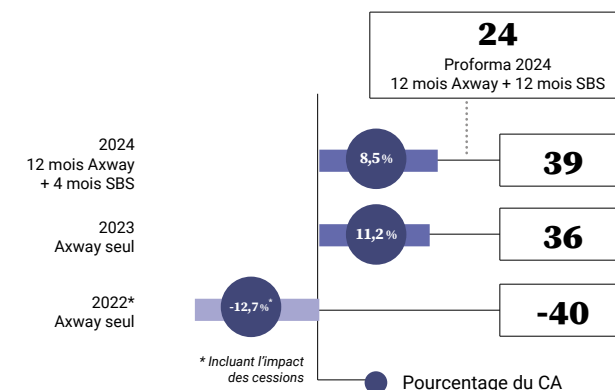 24
Proforma 2024
12 mois Axway + 12 mois SBS
2024
12 mois Axway
+ 4 mois SBS
8,5 %
39
2023
Axway seul
11,2 %
36
2022*
Axway seul
-12,7 %*
-40
* Incluant l'impact
des cessions
Pourcentage du CA